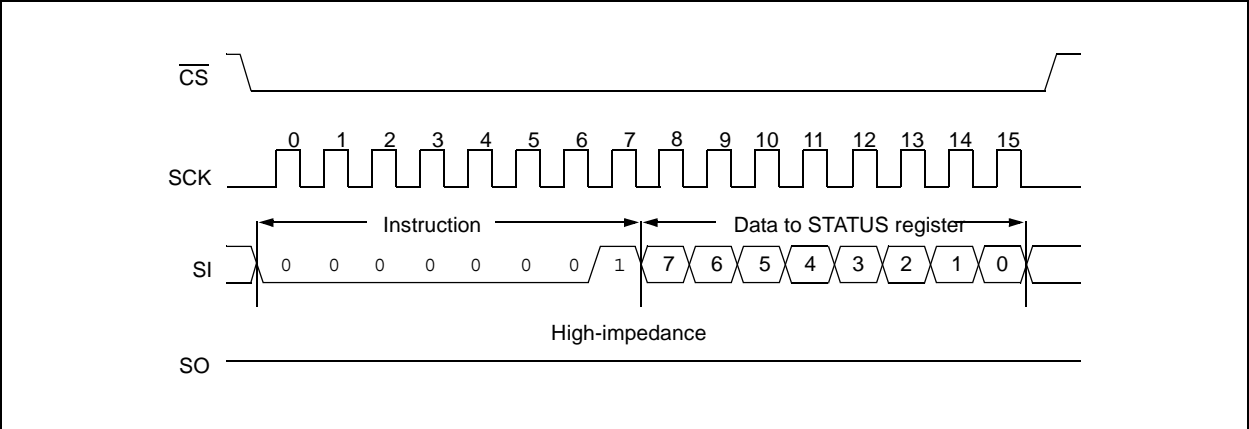 CS
0 1 2 3 4 5 6 7 8 9 10 11 12 13 14 15
SCK
Instruction Data to STATUS register
SI 0 0 0 0 0 0 0 1 7 6 5 4 3 2 1 0
High-impedance
SO